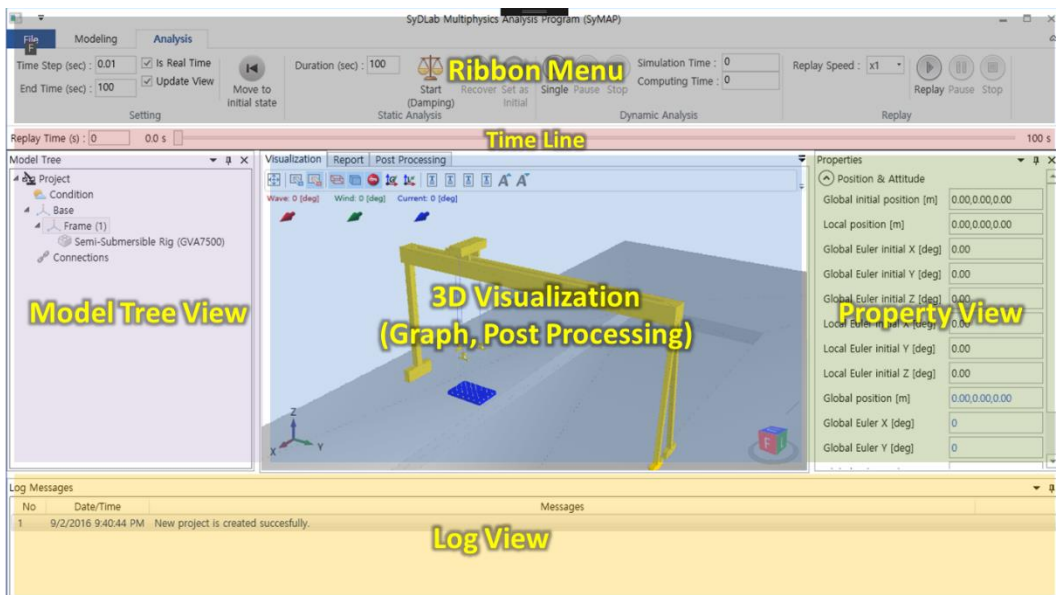 SyDLab Multiphysics Analysis Program (SyMAP)
File Modeling Analysis
F
Time Step (sec) : 0.01 Is Real Time
End Time (sec) : 100 Update View
Move to initial state
Setting
Duration (sec) : 100
Start (Damping) Recover Set as Initial
Static Analysis
Ribbon Menu
Single Pause Stop
Simulation Time : 0
Computing Time : 0
Dynamic Analysis
Replay Speed : x1
Replay Pause Stop
Replay
Replay Time (s) : 0 0.0 s Time Line 100 s
Model Tree
Project
Condition
Base
Frame (1)
Semi-Submersible Rig (GVA7500)
Connections
Model Tree View
Visualization Report Post Processing
Wave: 0 [deg] Wind: 0 [deg] Current: 0 [deg]
3D Visualization
(Graph, Post Processing)
Z
X Y
F
Properties
Position & Attitude
Global initial position [m] 0.00,0.00,0.00
Local position [m] 0.00,0.00,0.00
Global Euler initial X [deg] 0.00
Global Euler initial Y [deg] 0.00
Global Euler initial Z [deg] 0.00
Property View
Local Euler initial X [deg] 0.00
Local Euler initial Y [deg] 0.00
Local Euler initial Z [deg] 0.00
Global position [m] 0.00,0.00,0.00
Global Euler X [deg] 0
Global Euler Y [deg] 0
Log Messages
No Date/Time Messages
1 9/2/2016 9:40:44 PM New project is created succesfully.
Log View